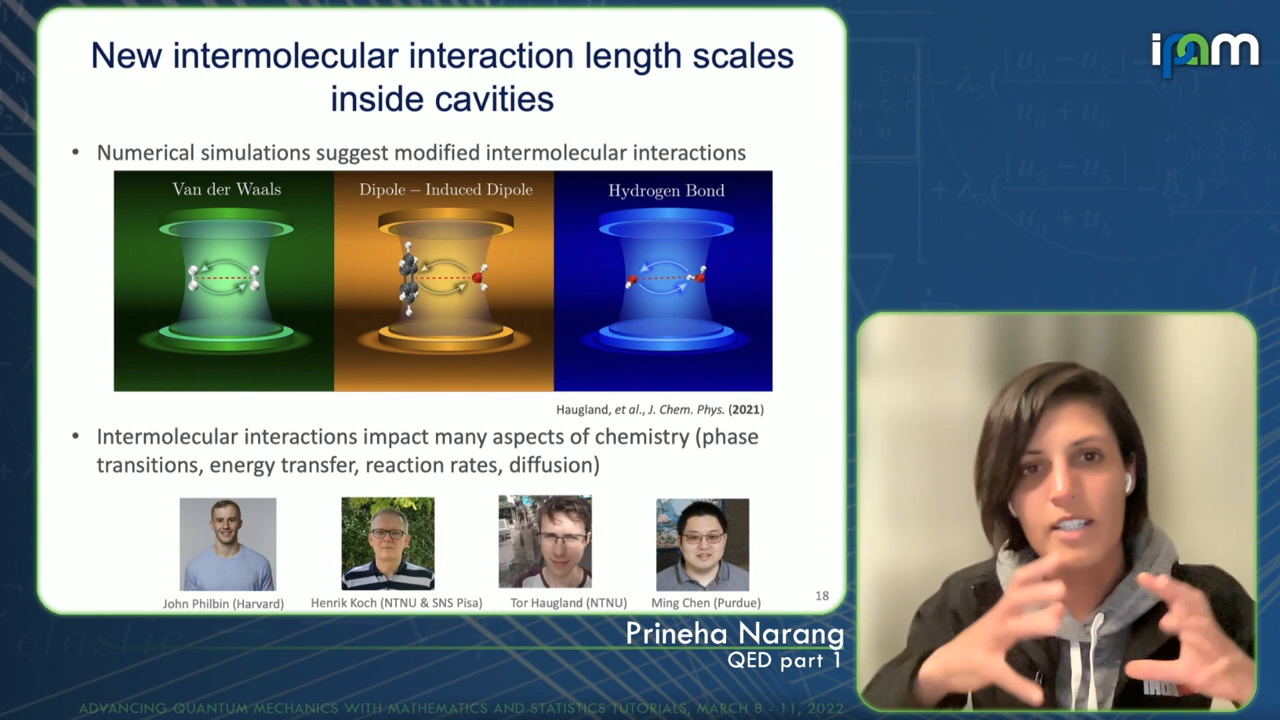 New intermolecular interaction length scales
inside cavities
• Numerical simulations suggest modified intermolecular interactions
Van der Waals
Dipole – Induced Dipole
Hydrogen Bond
Haugland, et al., J. Chem. Phys. (2021)
• Intermolecular interactions impact many aspects of chemistry (phase
transitions, energy transfer, reaction rates, diffusion)
John Philbin (Harvard)
Henrik Koch (NTNU & SNS Pisa)
Tor Haugland (NTNU)
Ming Chen (Purdue)
18
ipam
Prineha Narang
QED part 1
ADVANCING QUANTUM MECHANICS WITH MATHEMATICS AND STATISTICS TUTORIALS, MARCH 8 - 11, 2022